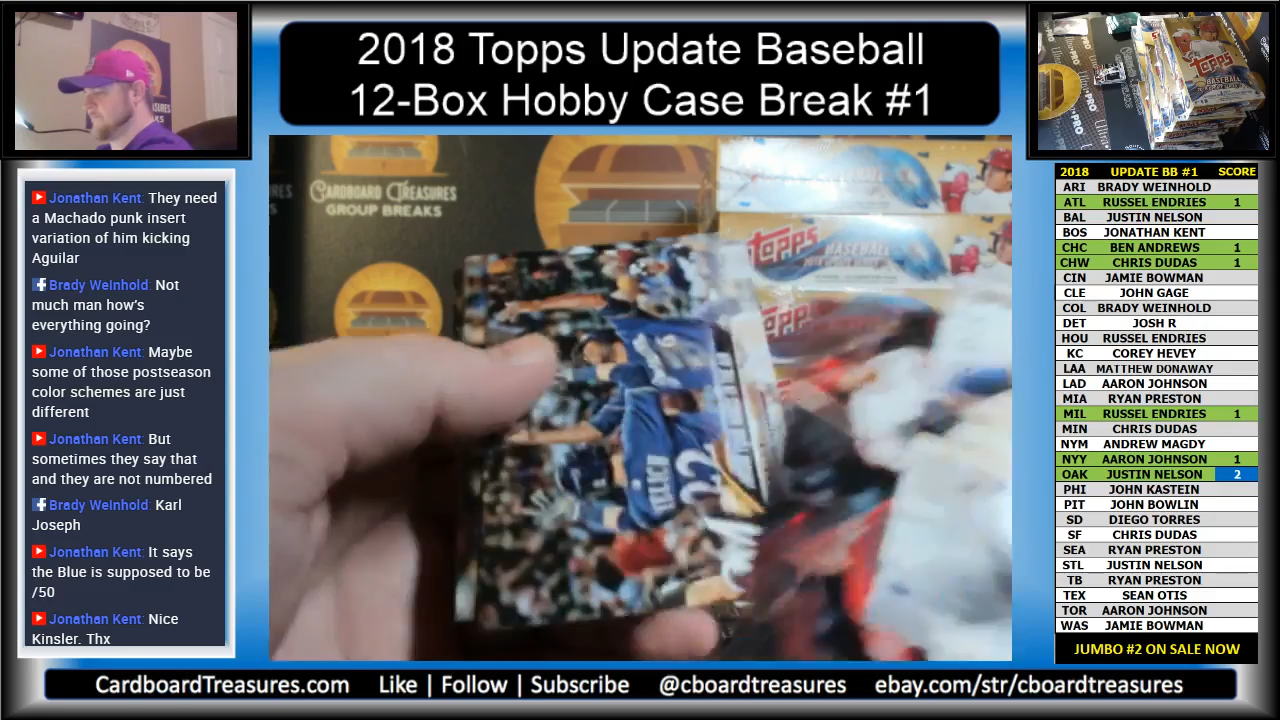 2018 Topps Update Baseball
12-Box Hobby Case Break #1
Jonathan Kent: They need
a Machado punk insert
variation of him kicking
Aguilar
Brady Weinhold: Not
much man how's
everything going?
Jonathan Kent: Maybe
some of those postseason
color schemes are just
different
Jonathan Kent: But
sometimes they say that
and they are not numbered
Brady Weinhold: Karl
Joseph
Jonathan Kent: It says
the Blue is supposed to be
/50
Jonathan Kent: Nice
Kinsler. Thx
CARDBOARD TREASURES
GROUP BREAKS
topps
BASEBALL
topps
YELICH
22
topps
BASEBALL
2018 UPDATE BB #1 SCORE
ARI BRADY WEINHOLD
ATL RUSSEL ENDRIES 1
BAL JUSTIN NELSON
BOS JONATHAN KENT
CHC BEN ANDREWS 1
CHW CHRIS DUDAS 1
CIN JAMIE BOWMAN
CLE JOHN GAGE
COL BRADY WEINHOLD
DET JOSH R
HOU RUSSEL ENDRIES
KC COREY HEVEY
LAA MATTHEW DONAWAY
LAD AARON JOHNSON
MIA RYAN PRESTON
MIL RUSSEL ENDRIES 1
MIN CHRIS DUDAS
NYM ANDREW MAGDY
NYY AARON JOHNSON 1
OAK JUSTIN NELSON 2
PHI JOHN KASTEIN
PIT JOHN BOWLIN
SD DIEGO TORRES
SF CHRIS DUDAS
SEA RYAN PRESTON
STL JUSTIN NELSON
TB RYAN PRESTON
TEX SEAN OTIS
TOR AARON JOHNSON
WAS JAMIE BOWMAN
JUMBO #2 ON SALE NOW
CardboardTreasures.com Like | Follow | Subscribe @cboardtreasures ebay.com/str/cboardtreasures